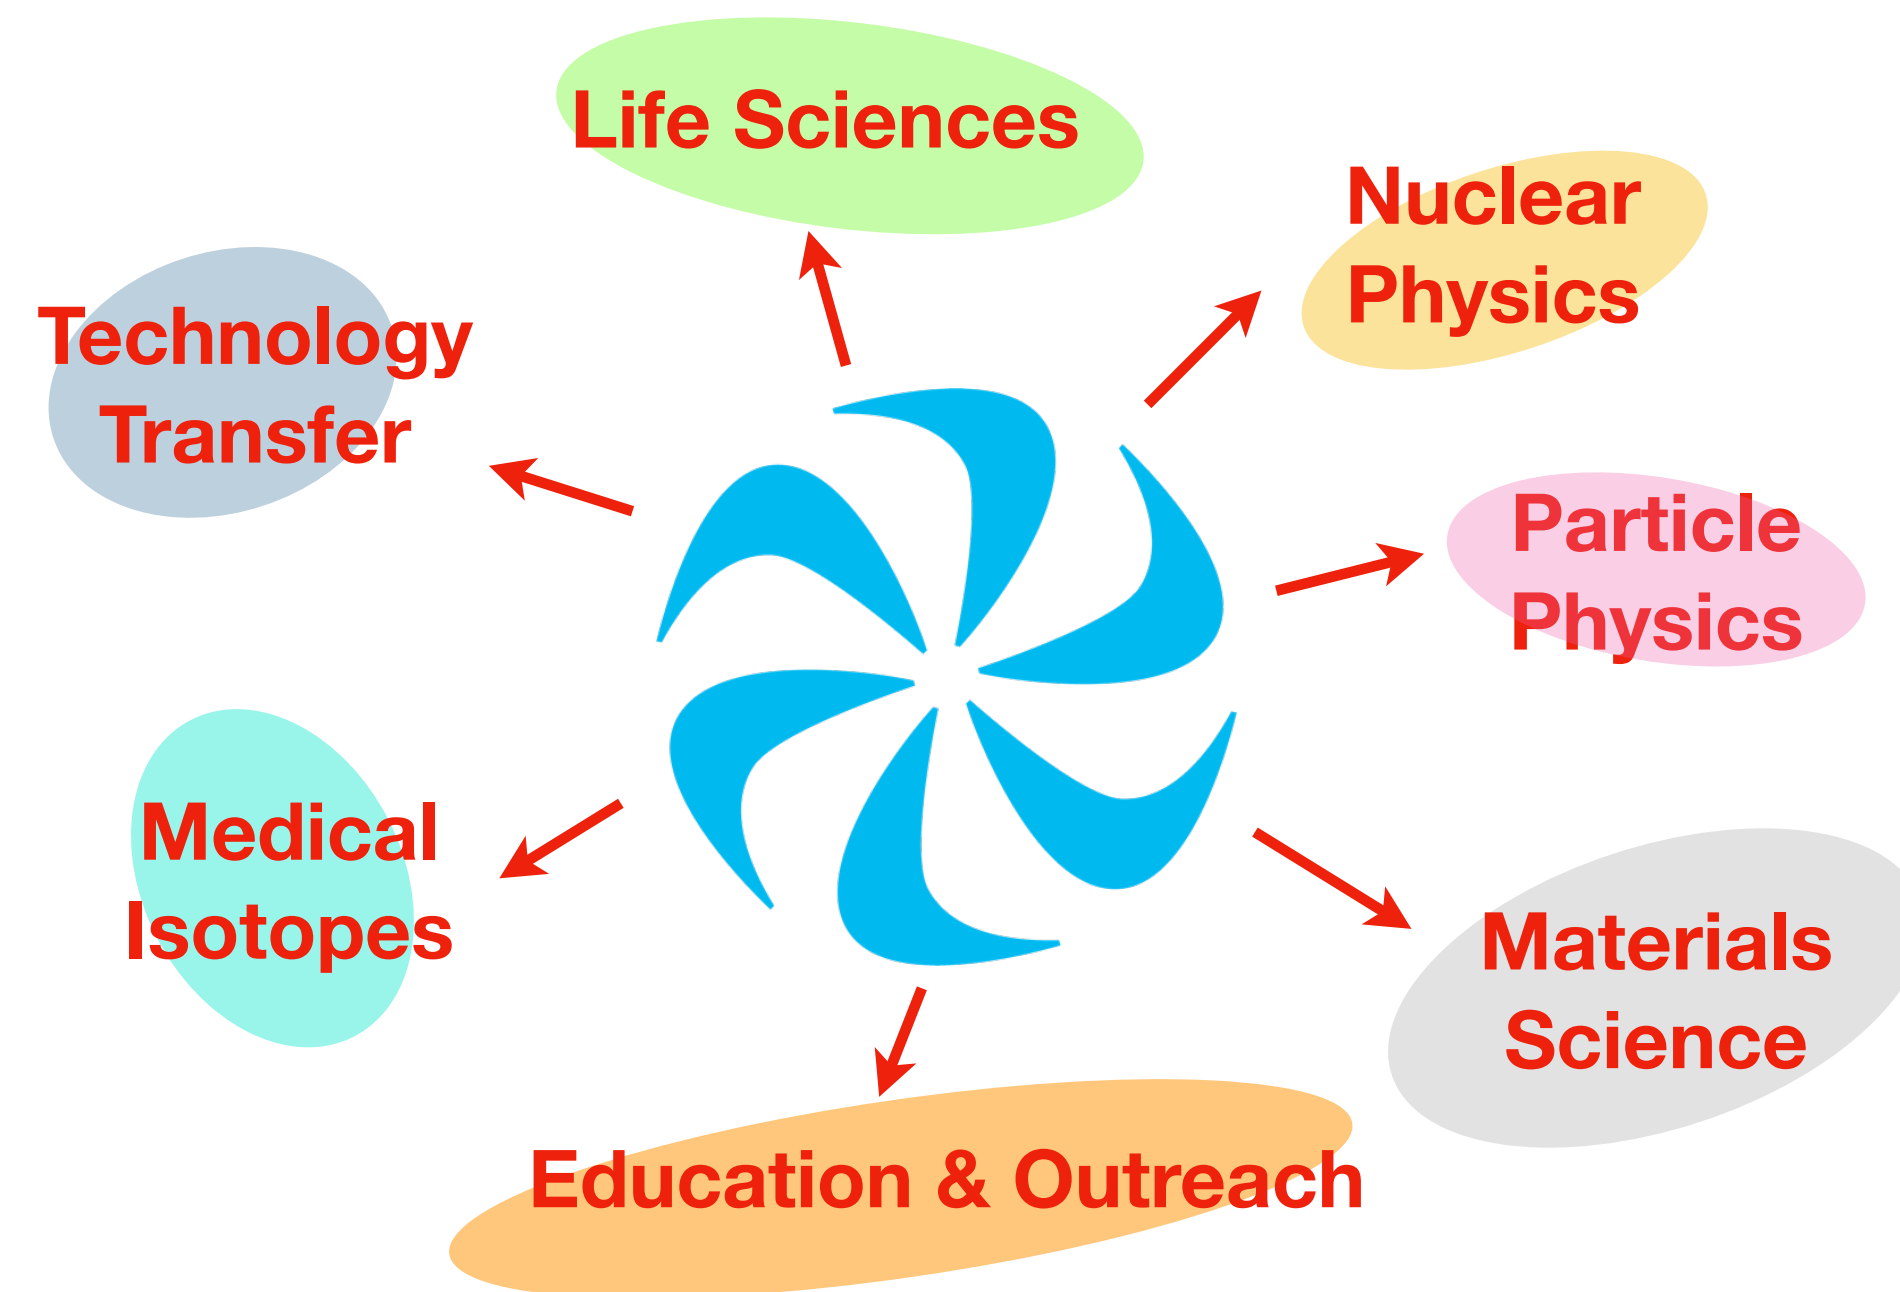 Life Sciences
Nuclear
Physics
Technology
Transfer
Particle
Physics
Medical
Isotopes
Materials
Science
Education & Outreach